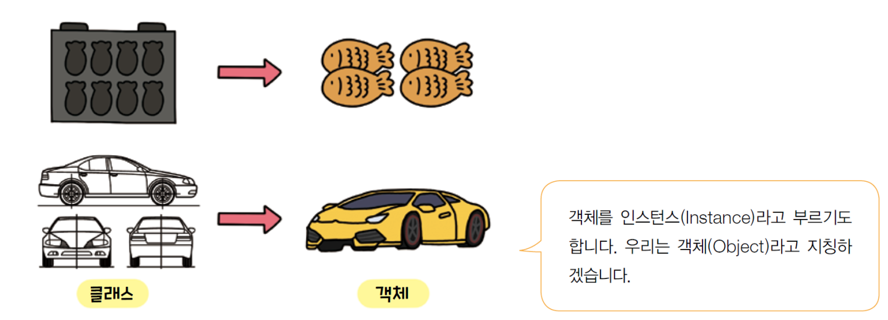 객체를 인스턴스(Instance)라고 부르기도
합니다. 우리는 객체(Object)라고 지칭하
겠습니다.
클래스
객체